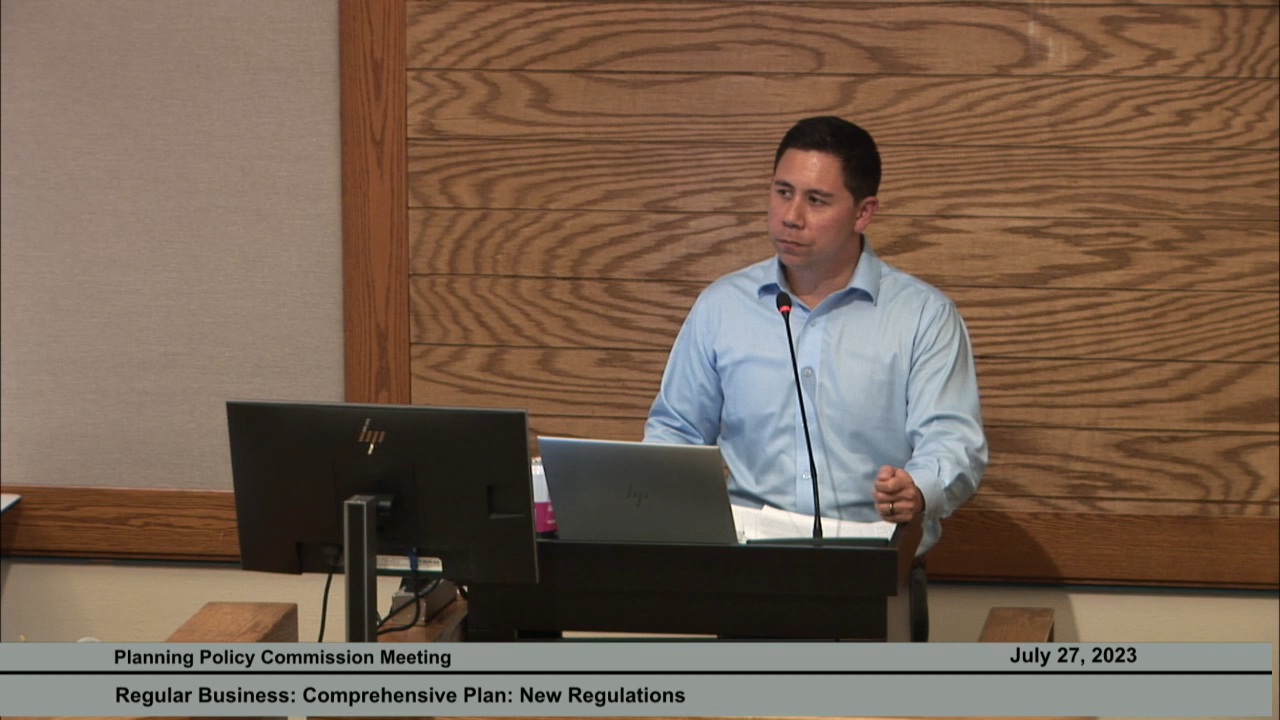 hp
hp
Planning Policy Commission Meeting
July 27, 2023
Regular Business: Comprehensive Plan: New Regulations